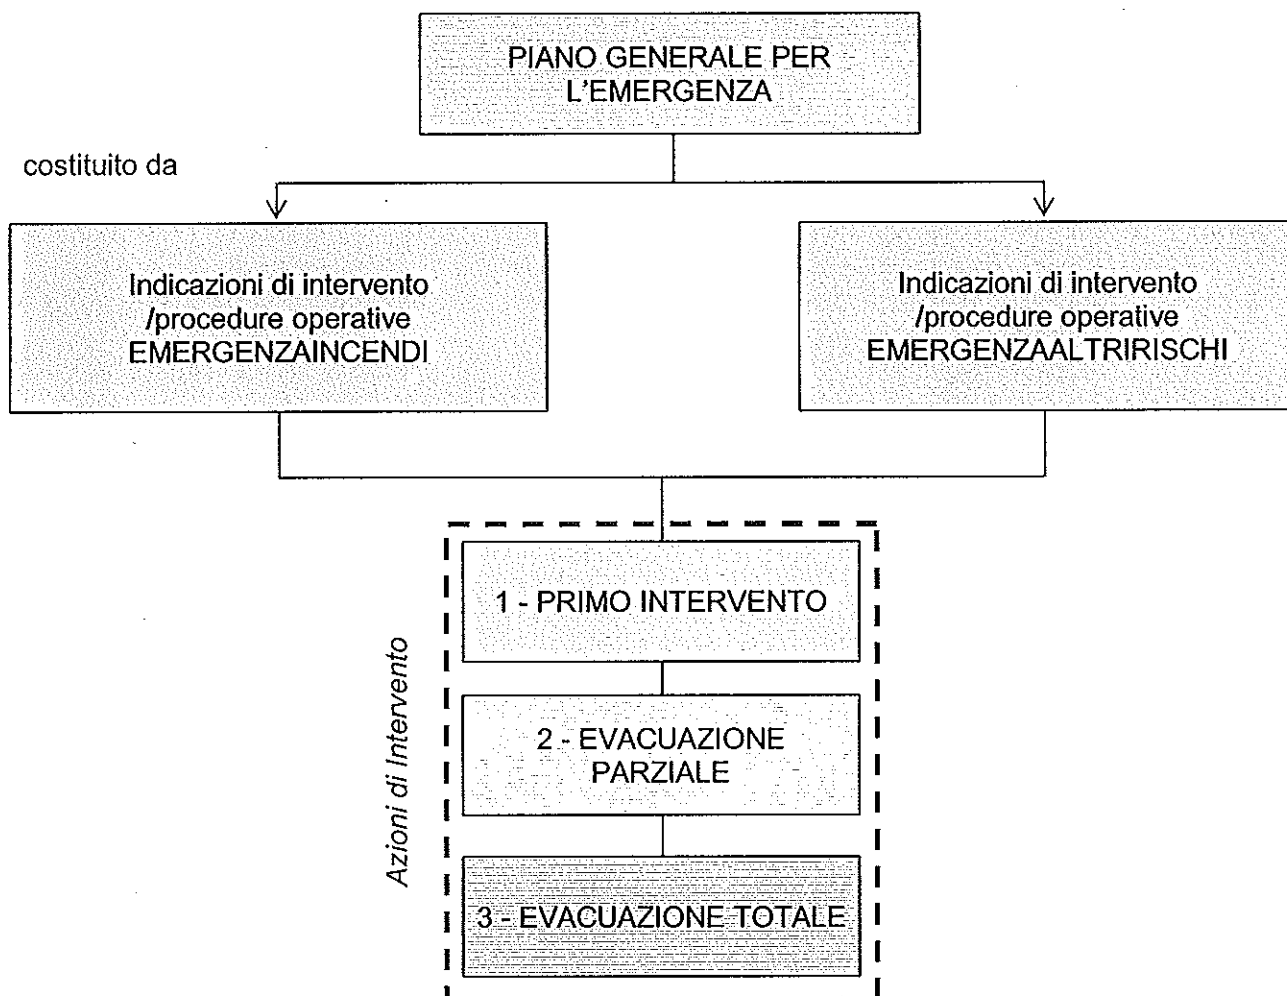 PIANO GENERALE PER
L'EMERGENZA
costituito da
Indicazioni di intervento
/procedure operative
EMERGENZAINCENDI
Indicazioni di intervento
/procedure operative
EMERGENZAALTRIRISCHI
Azioni di Intervento
1 - PRIMO INTERVENTO
2 - EVACUAZIONE
PARZIALE
3 - EVACUAZIONE TOTALE